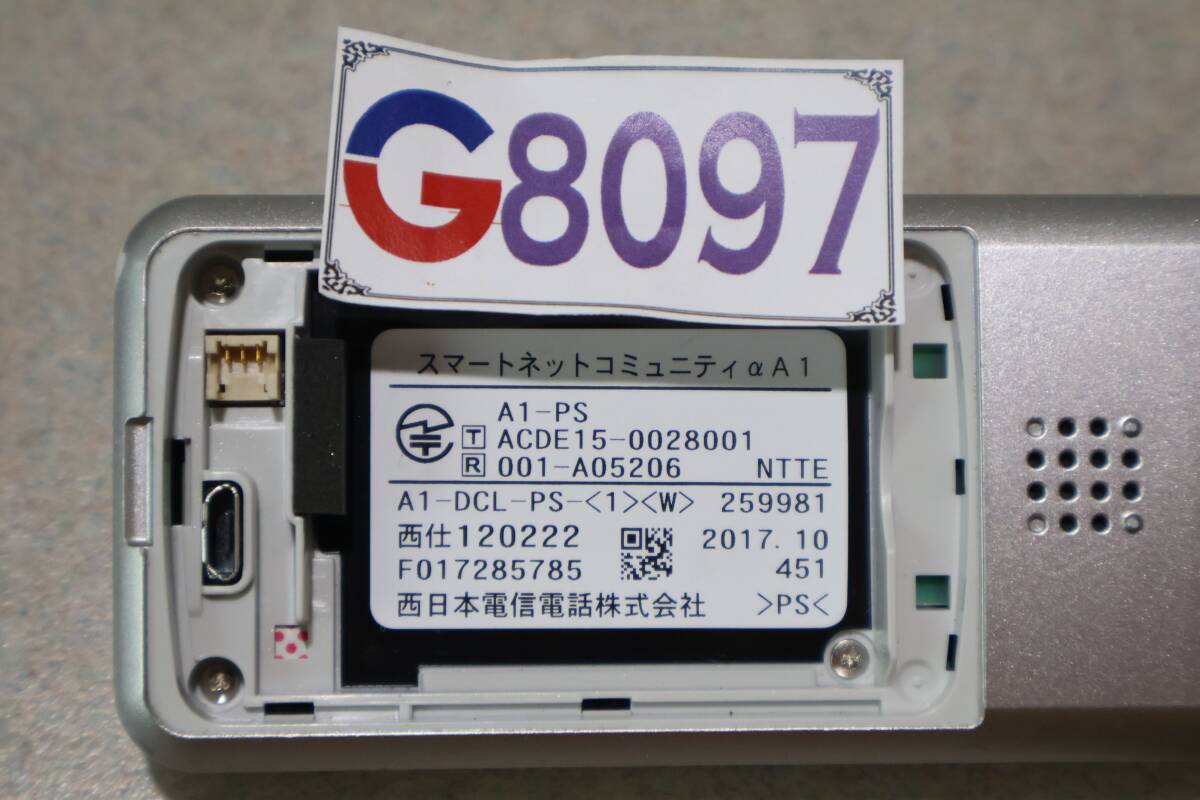 G8097
スマートネットコミュニティαA1
A1-PS
T ACDE15-0028001
R 001-A05206 NTTE
A1-DCL-PS-<1><W> 259981
西仕120222 2017.10
F017285785 451
西日本電信電話株式会社 >PS<